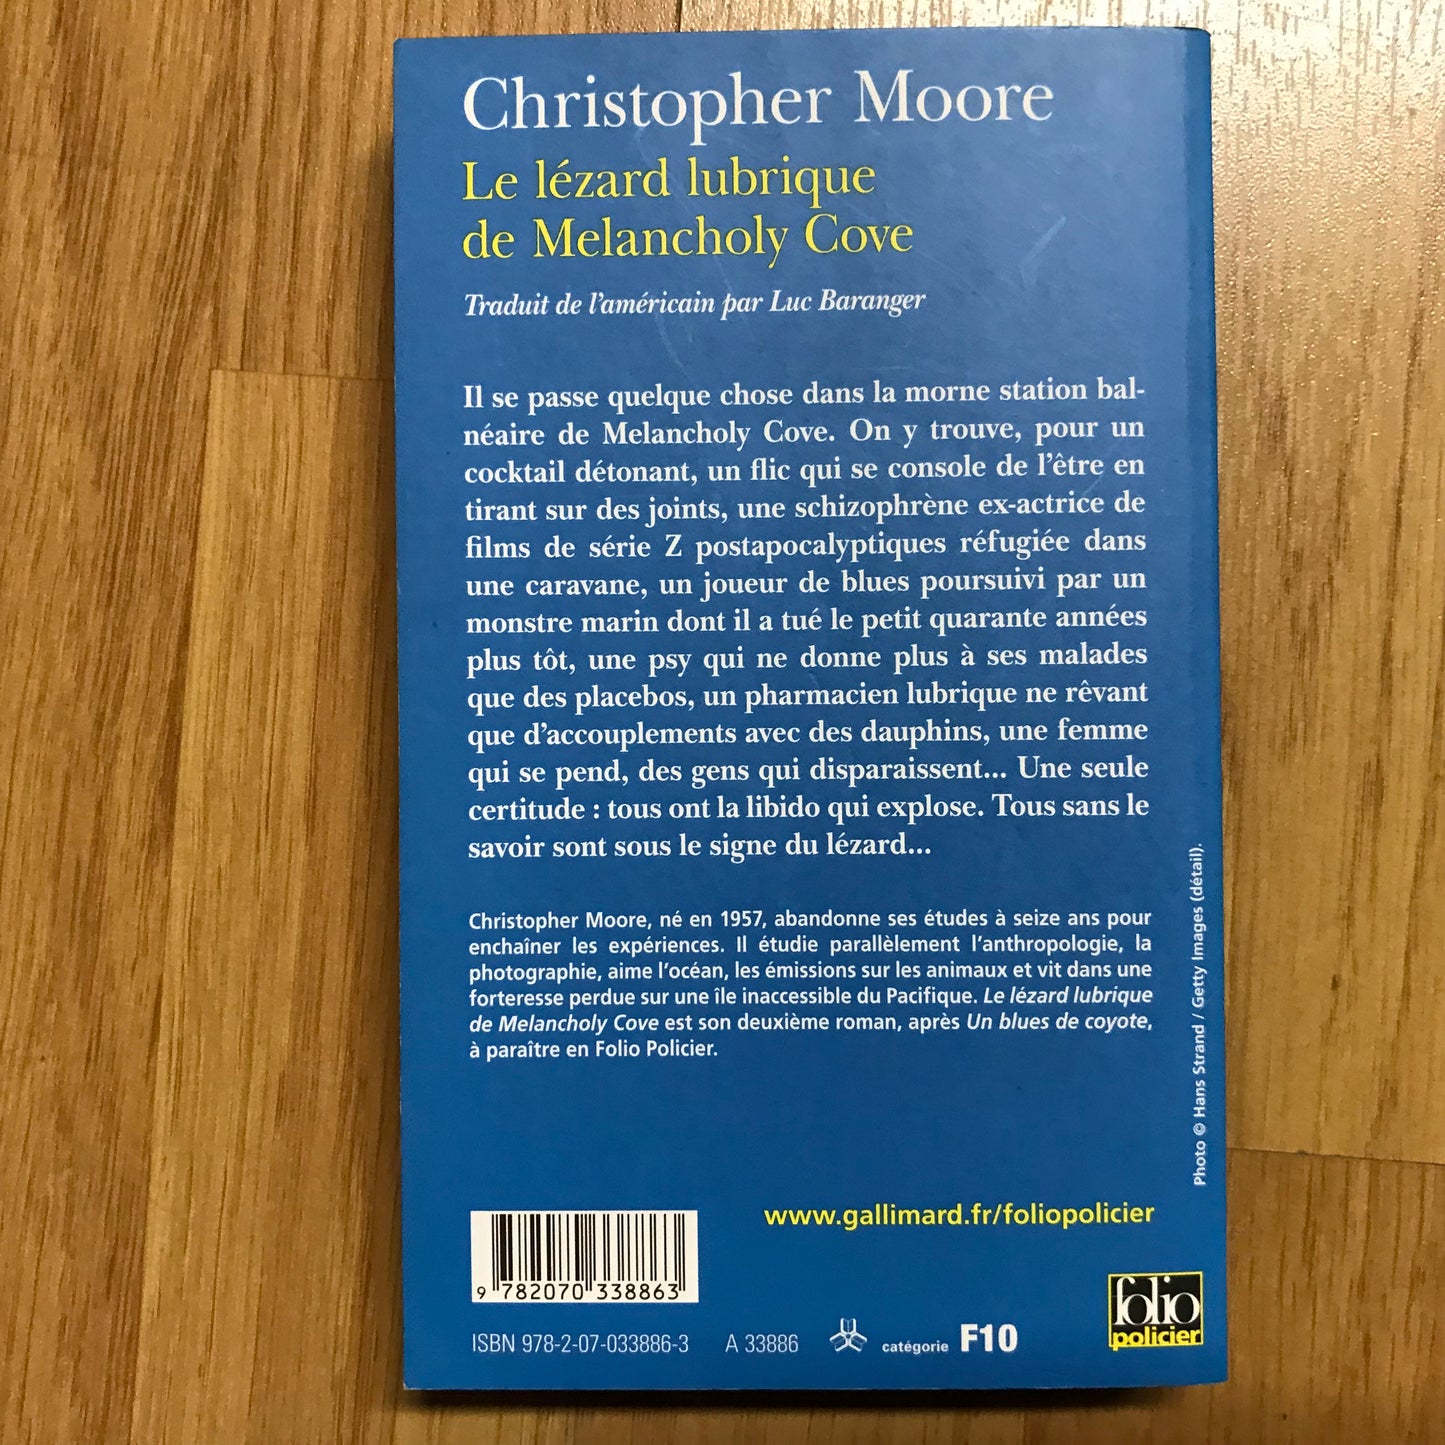 Christopher Moore
Le lézard lubrique
de Melancholy Cove
Traduit de l'américain par Luc Baranger
Il se passe quelque chose dans la morne station bal-
néaire de Melancholy Cove. On y trouve, pour un
cocktail détonant, un flic qui se console de l'être en
tirant sur des joints, une schizophrène ex-actrice de
films de série Z postapocalyptiques réfugiée dans
une caravane, un joueur de blues poursuivi par un
monstre marin dont il a tué le petit quarante années
plus tôt, une psy qui ne donne plus à ses malades
que des placebos, un pharmacien lubrique ne rêvant
que d'accouplements avec des dauphins, une femme
qui se pend, des gens qui disparaissent... Une seule
certitude : tous ont la libido qui explose. Tous sans le
savoir sont sous le signe du lézard...
Christopher Moore, né en 1957, abandonne ses études à seize ans pour
enchaîner les expériences. Il étudie parallèlement l'anthropologie, la
photographie, aime l'océan, les émissions sur les animaux et vit dans une
forteresse perdue sur une île inaccessible du Pacifique. Le lézard lubrique
de Melancholy Cove est son deuxième roman, après Un blues de coyote,
à paraître en Folio Policier.
Photo © Hans Strand / Getty Images (détail).
www.gallimard.fr/foliopolicier
9 782070 338863
ISBN 978-2-07-033886-3 A 33886 catégorie F10
folio
policier